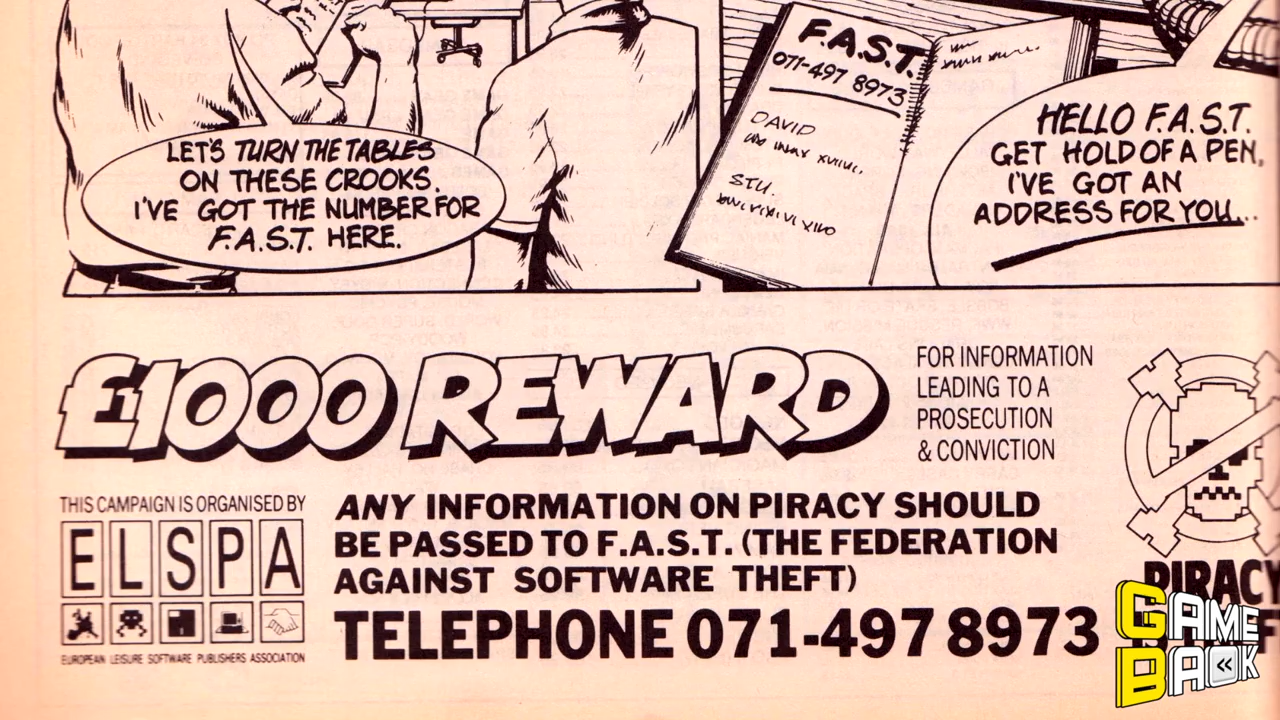 LET'S TURN THE TABLES
ON THESE CROOKS.
I'VE GOT THE NUMBER FOR
F.A.S.T. HERE.
F.A.S.T.
071-497 8973
DAVID
STU.
HELLO F.A.S.T.
GET HOLD OF A PEN,
I'VE GOT AN
ADDRESS FOR YOU...
£1000 REWARD
FOR INFORMATION
LEADING TO A
PROSECUTION
& CONVICTION
THIS CAMPAIGN IS ORGANISED BY
ELSPA
EUROPEAN LEISURE SOFTWARE PUBLISHERS ASSOCIATION
ANY INFORMATION ON PIRACY SHOULD
BE PASSED TO F.A.S.T. (THE FEDERATION
AGAINST SOFTWARE THEFT)
TELEPHONE 071-497 8973
PIRACY
GAME
BACK